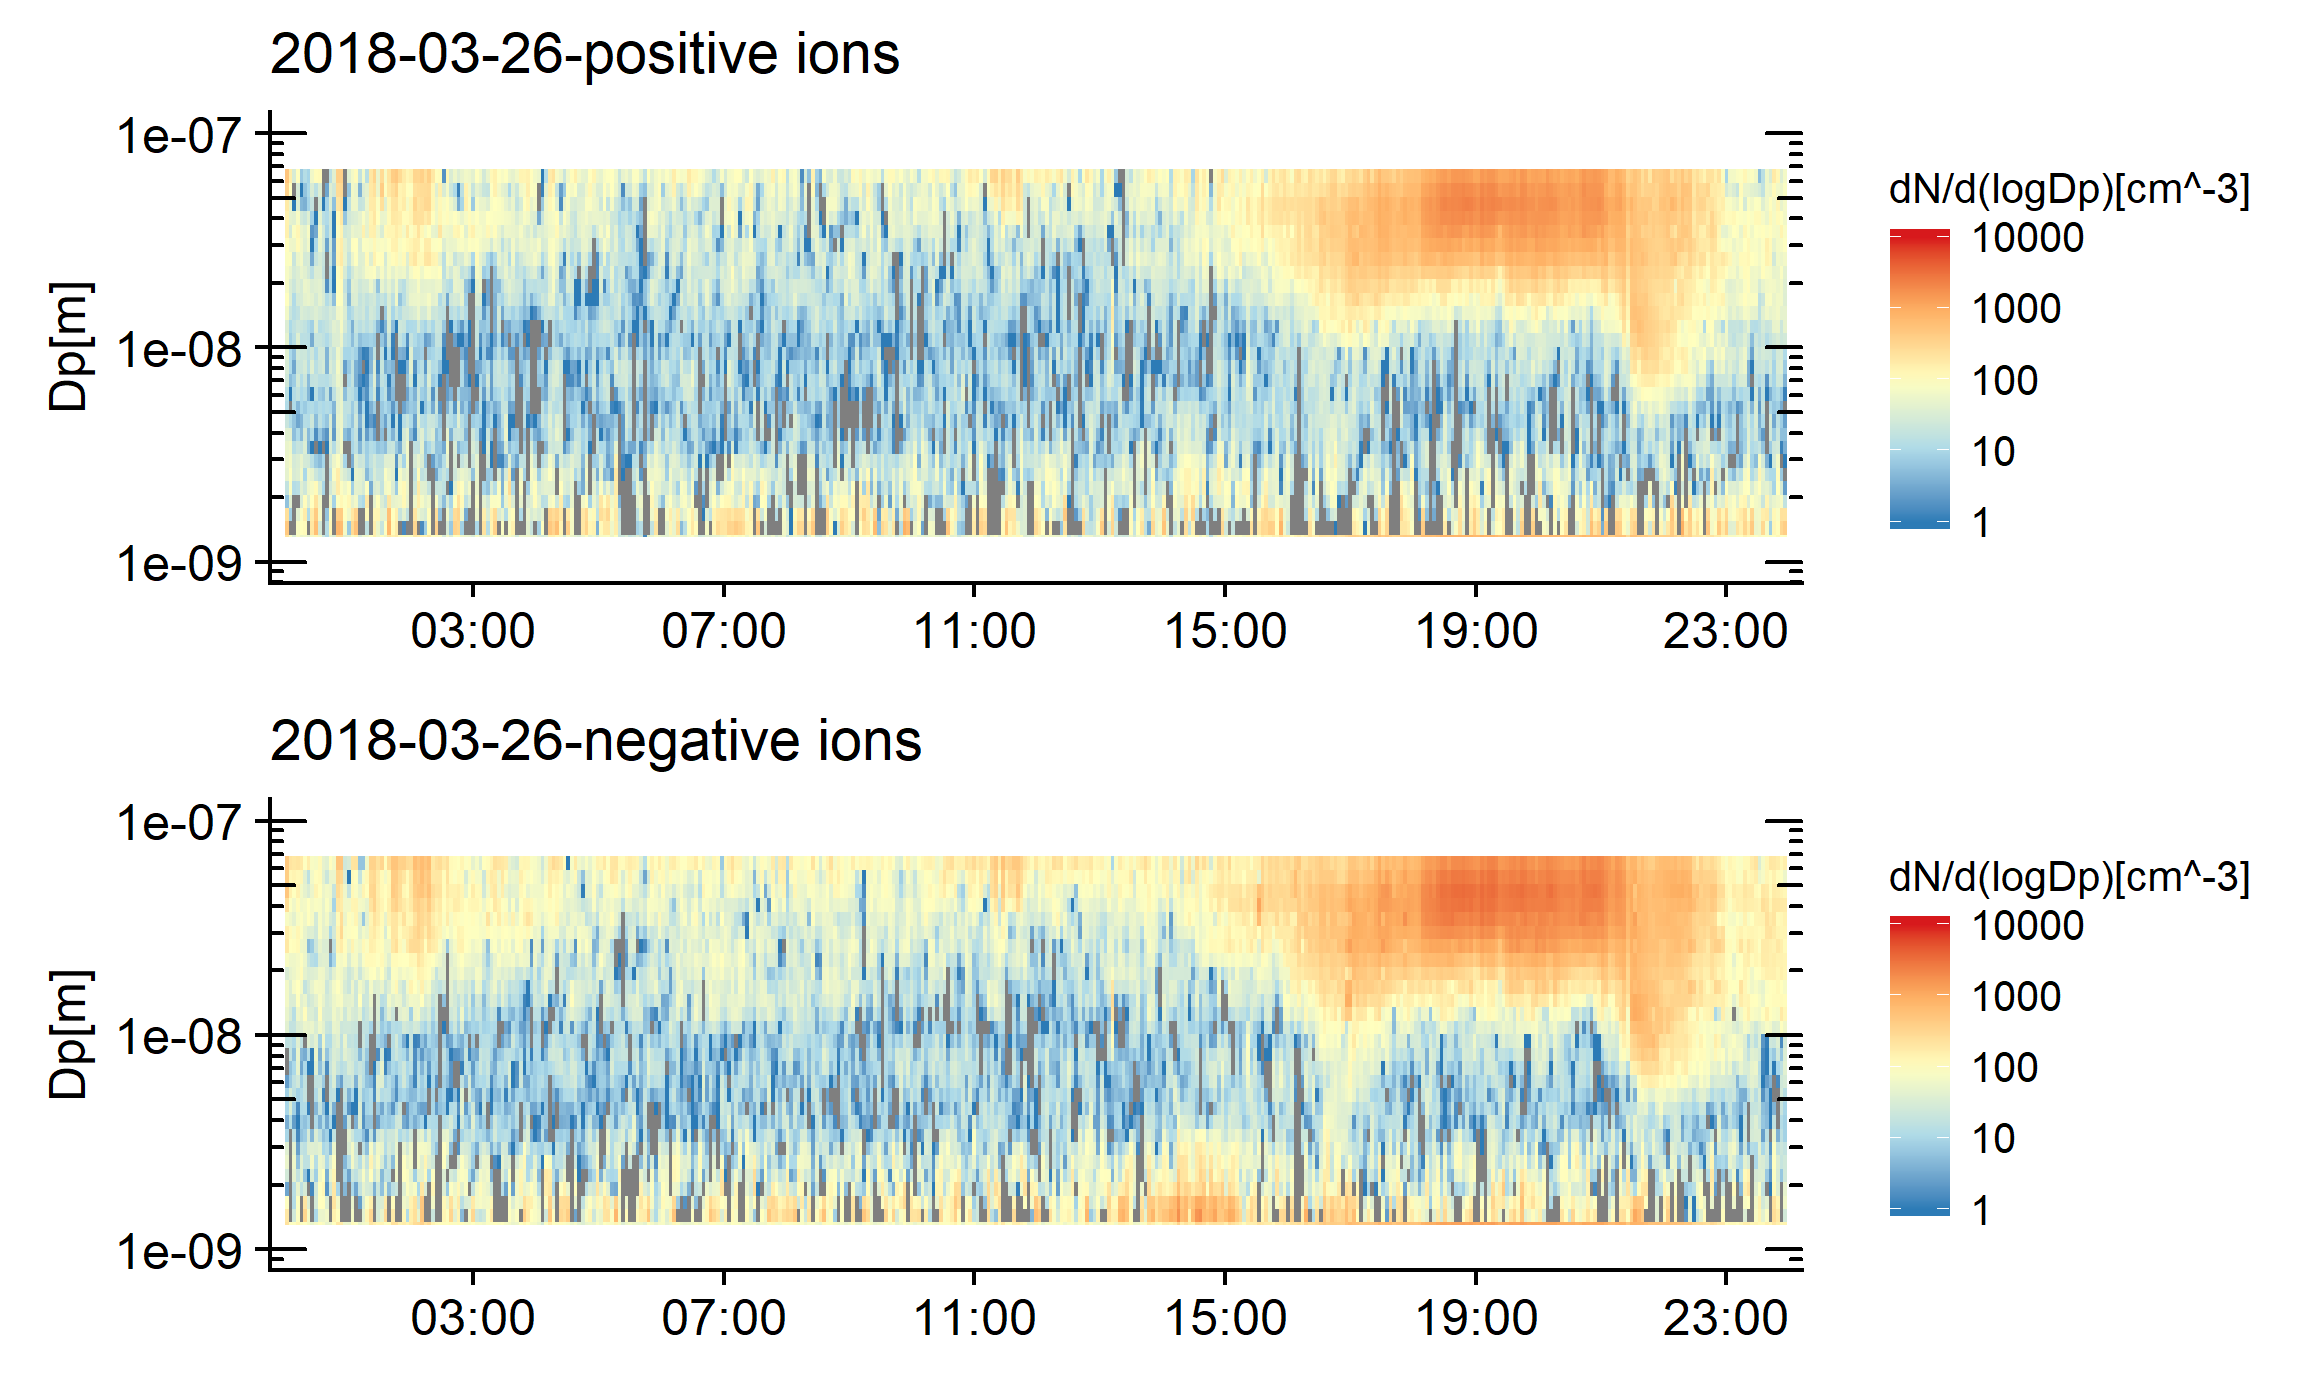 2018-03-26-positive ions
dN/d(logDp)[cm^-3]
1e-07
1e-08
1e-09
Dp[m]
10000
1000
100
10
1
03:00 07:00 11:00 15:00 19:00 23:00
2018-03-26-negative ions
dN/d(logDp)[cm^-3]
1e-07
1e-08
1e-09
Dp[m]
10000
1000
100
10
1
03:00 07:00 11:00 15:00 19:00 23:00